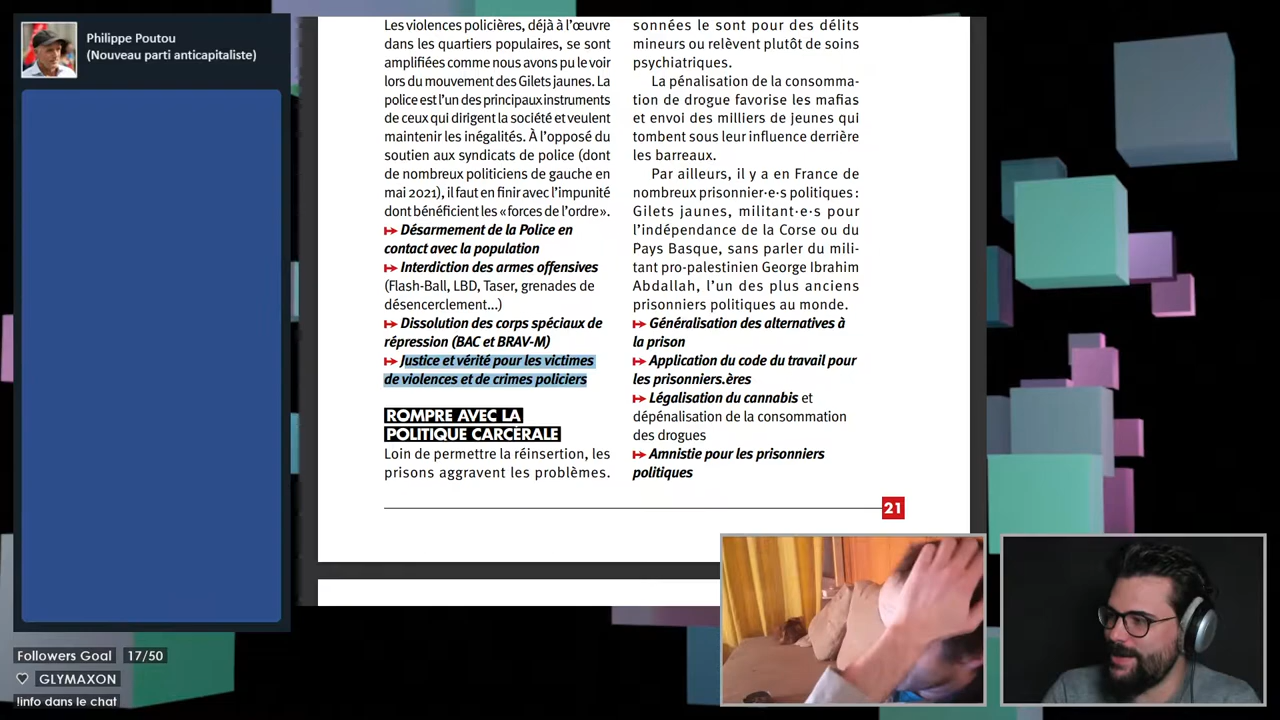 Philippe Poutou
(Nouveau parti anticapitaliste)
Les violences policières, déjà à l’œuvre
dans les quartiers populaires, se sont
amplifiées comme nous avons pu le voir
lors du mouvement des Gilets jaunes. La
police est l’un des principaux instruments
de ceux qui dirigent la société et veulent
maintenir les inégalités. À l’opposé du
soutien aux syndicats de police (dont
de nombreux politiciens de gauche en
mai 2021), il faut en finir avec l’impunité
dont bénéficient les «forces de l’ordre».
Désarmement de la Police en
contact avec la population
Interdiction des armes offensives
(Flash-Ball, LBD, Taser, grenades de
désencerclement...)
Dissolution des corps spéciaux de
répression (BAC et BRAV-M)
Justice et vérité pour les victimes
de violences et de crimes policiers
ROMPRE AVEC LA
POLITIQUE CARCÉRALE
Loin de permettre la réinsertion, les
prisons aggravent les problèmes.
sonnées le sont pour des délits
mineurs ou relèvent plutôt de soins
psychiatriques.
La pénalisation de la consomma-
tion de drogue favorise les mafias
et envoi des milliers de jeunes qui
tombent sous leur influence derrière
les barreaux.
Par ailleurs, il y a en France de
nombreux prisonnier·e·s politiques :
Gilets jaunes, militant·e·s pour
l’indépendance de la Corse ou du
Pays Basque, sans parler du mili-
tant pro-palestinien George Ibrahim
Abdallah, l’un des plus anciens
prisonniers politiques au monde.
Généralisation des alternatives à
la prison
Application du code du travail pour
les prisonniers.ères
Légalisation du cannabis et
dépénalisation de la consommation
des drogues
Amnistie pour les prisonniers
politiques
21
Followers Goal 17/50
GLYMAXON
!info dans le chat